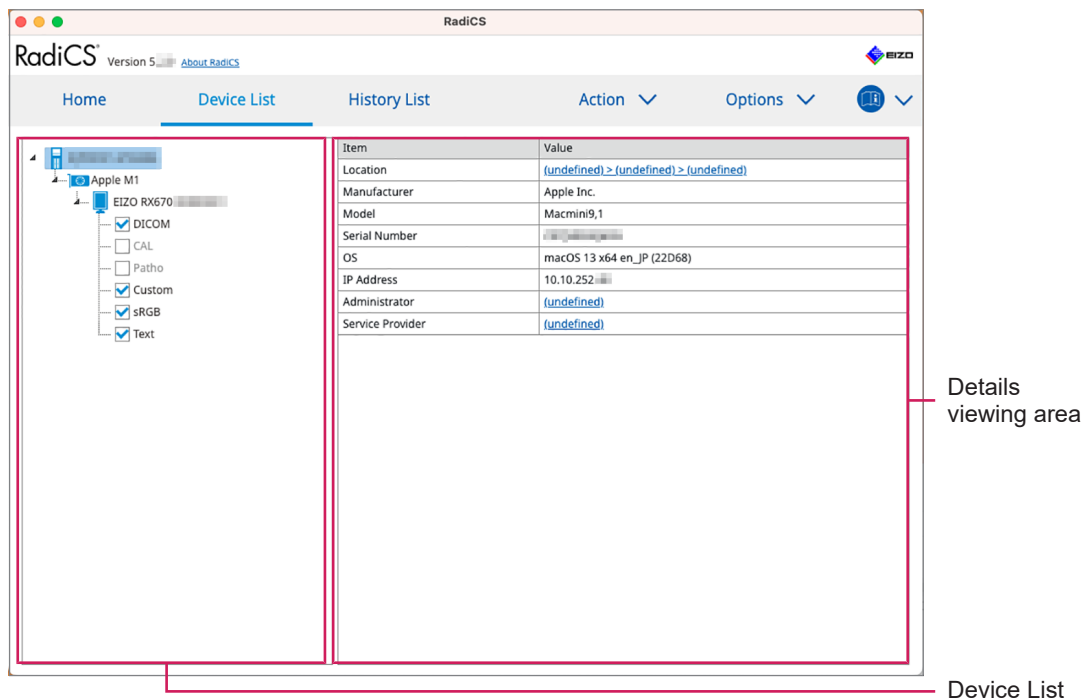 RadiCS
RadiCS® Version 5. About RadiCS
EIZO
Home Device List History List Action Options
Apple M1
EIZO RX670
DICOM
CAL
Patho
Custom
sRGB
Text
Item Value
Location (undefined) > (undefined) > (undefined)
Manufacturer Apple Inc.
Model Macmini9,1
Serial Number
OS macOS 13 x64 en_JP (22D68)
IP Address 10.10.252
Administrator (undefined)
Service Provider (undefined)
Details
viewing area
Device List